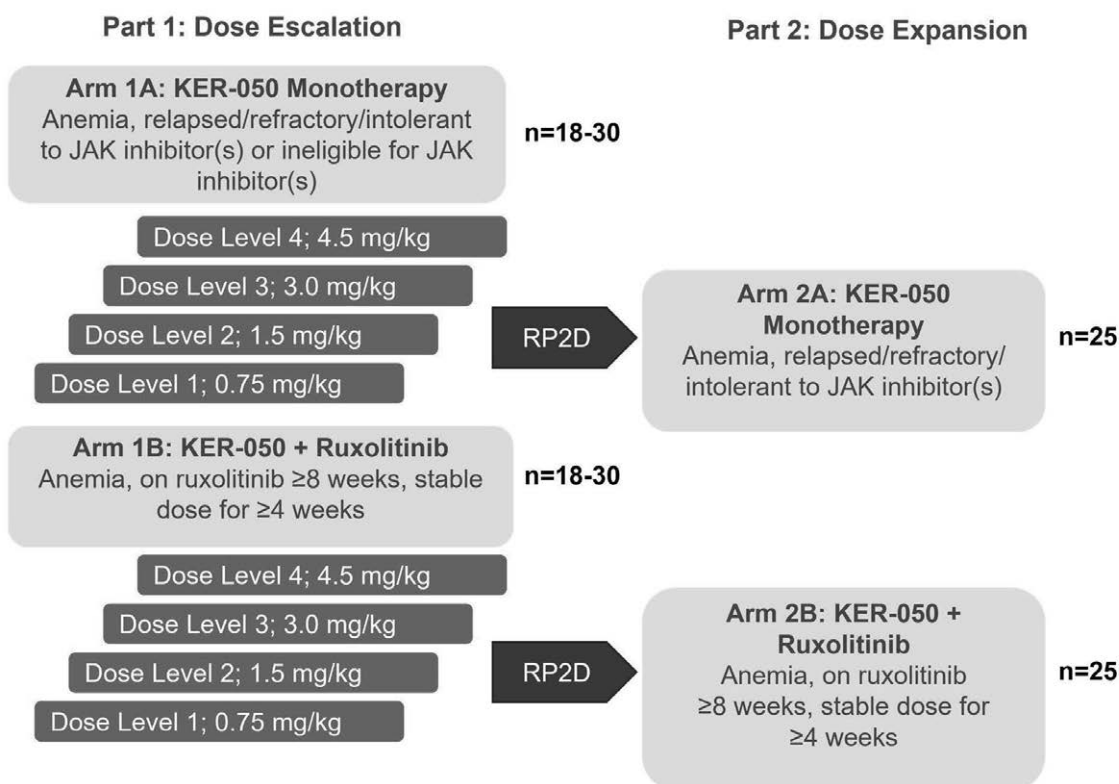 Part 1: Dose Escalation
Part 2: Dose Expansion
Arm 1A: KER-050 Monotherapy
Anemia, relapsed/refractory/intolerant
to JAK inhibitor(s) or ineligible for JAK
inhibitor(s)
n=18-30
Dose Level 4; 4.5 mg/kg
Dose Level 3; 3.0 mg/kg
Dose Level 2; 1.5 mg/kg
Dose Level 1; 0.75 mg/kg
RP2D
Arm 2A: KER-050
Monotherapy
Anemia, relapsed/refractory/
intolerant to JAK inhibitor(s)
n=25
Arm 1B: KER-050 + Ruxolitinib
Anemia, on ruxolitinib ≥8 weeks, stable
dose for ≥4 weeks
n=18-30
Dose Level 4; 4.5 mg/kg
Dose Level 3; 3.0 mg/kg
Dose Level 2; 1.5 mg/kg
Dose Level 1; 0.75 mg/kg
RP2D
Arm 2B: KER-050 +
Ruxolitinib
Anemia, on ruxolitinib
≥8 weeks, stable dose for
≥4 weeks
n=25